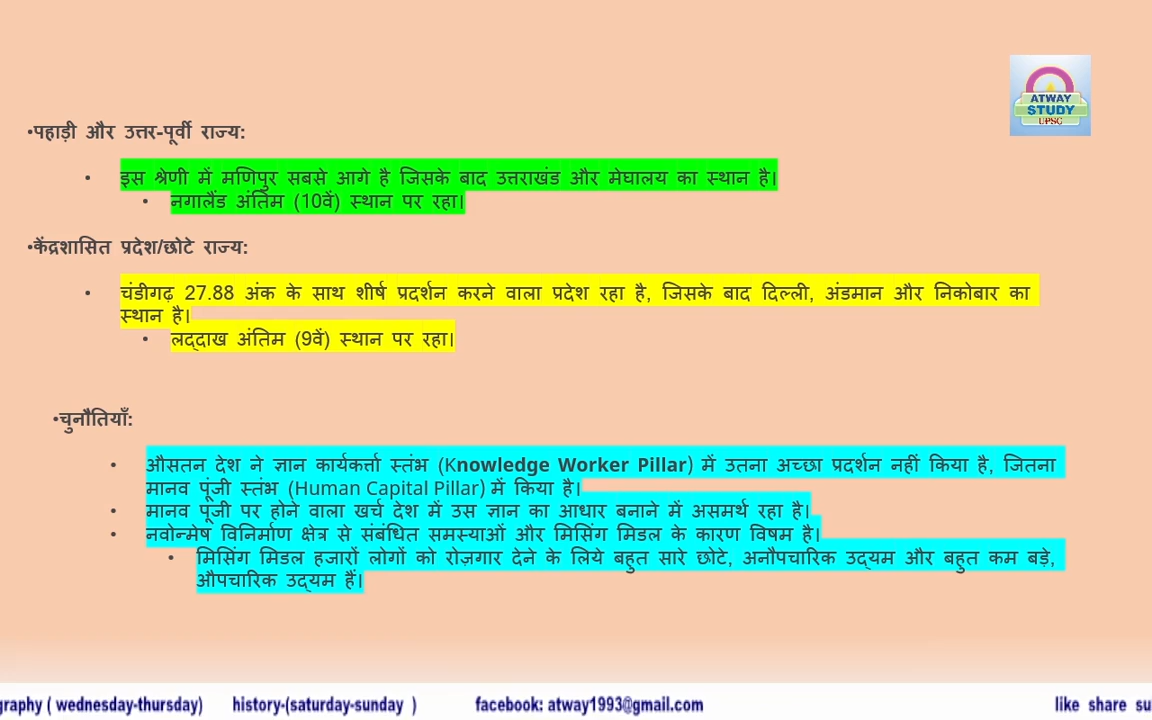 ATWAY
STUDY
UPSC
•पहाड़ी और उत्तर-पूर्वी राज्य:
• इस श्रेणी में मणिपुर सबसे आगे है जिसके बाद उत्तराखंड और मेघालय का स्थान है।
• नगालैंड अंतिम (10वें) स्थान पर रहा।
•केंद्रशासित प्रदेश/छोटे राज्य:
• चंडीगढ़ 27.88 अंक के साथ शीर्ष प्रदर्शन करने वाला प्रदेश रहा है, जिसके बाद दिल्ली, अंडमान और निकोबार का
स्थान है।
• लद्दाख अंतिम (9वें) स्थान पर रहा।
•चुनौतियाँ:
• औसतन देश ने ज्ञान कार्यकर्त्ता स्तंभ (Knowledge Worker Pillar) में उतना अच्छा प्रदर्शन नहीं किया है, जितना
मानव पूंजी स्तंभ (Human Capital Pillar) में किया है।
• मानव पूंजी पर होने वाला खर्च देश में उस ज्ञान का आधार बनाने में असमर्थ रहा है।
• नवोन्मेष विनिर्माण क्षेत्र से संबंधित समस्याओं और मिसिंग मिडल के कारण विषम है।
• मिसिंग मिडल हजारों लोगों को रोज़गार देने के लिये बहुत सारे छोटे, अनौपचारिक उद्यम और बहुत कम बड़े,
औपचारिक उद्यम हैं।
graphy ( wednesday-thursday) history-(saturday-sunday ) facebook: atway1993@gmail.com like share su